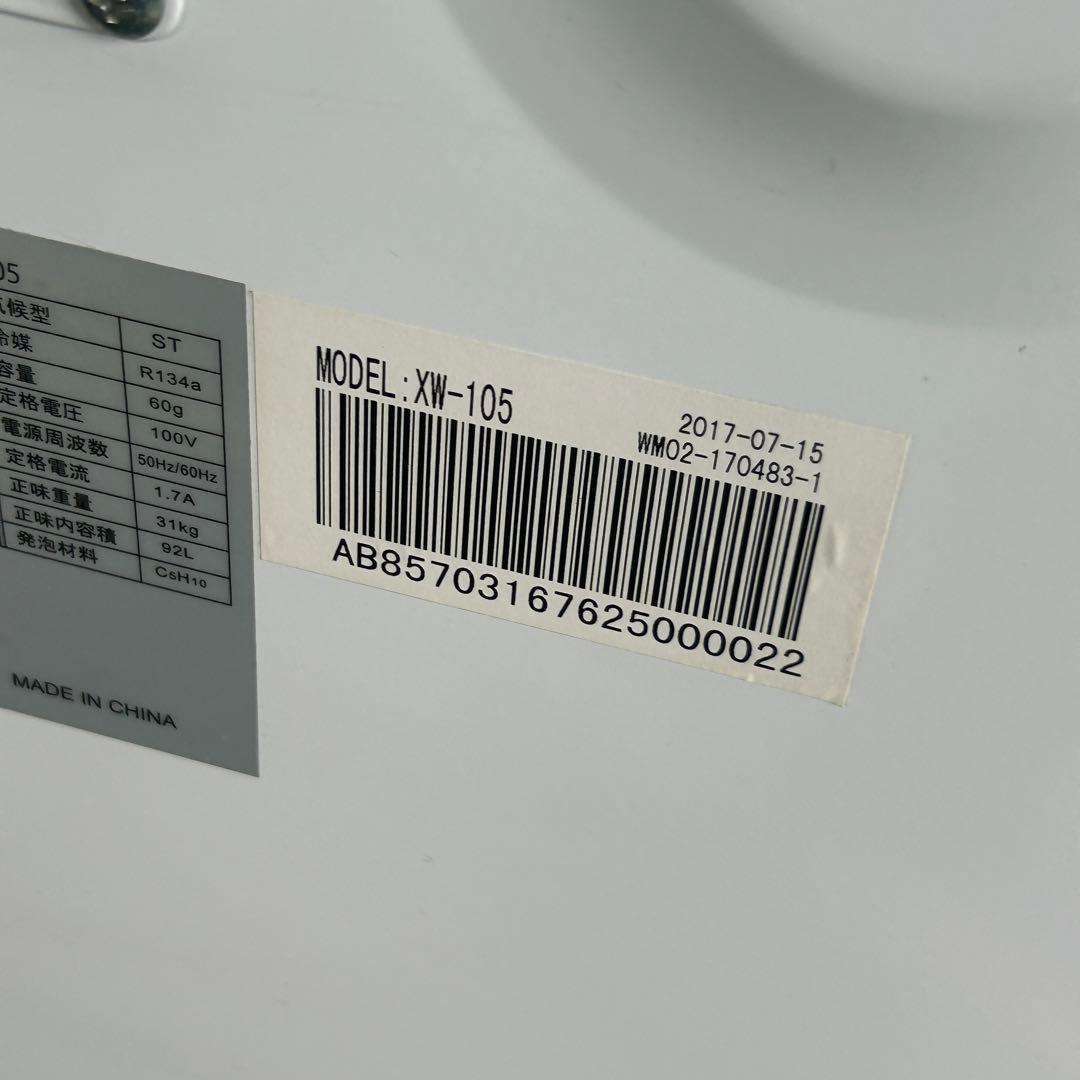 05
気候型 ST
冷媒 R134a
容量 60g
定格電圧 100V
電源周波数 50Hz/60Hz
定格電流 1.7A
正味重量 31kg
正味内容積 92L
発泡材料 C5H10
MADE IN CHINA
MODEL:XW-105
2017-07-15
WM02-170483-1
AB85703167625000022